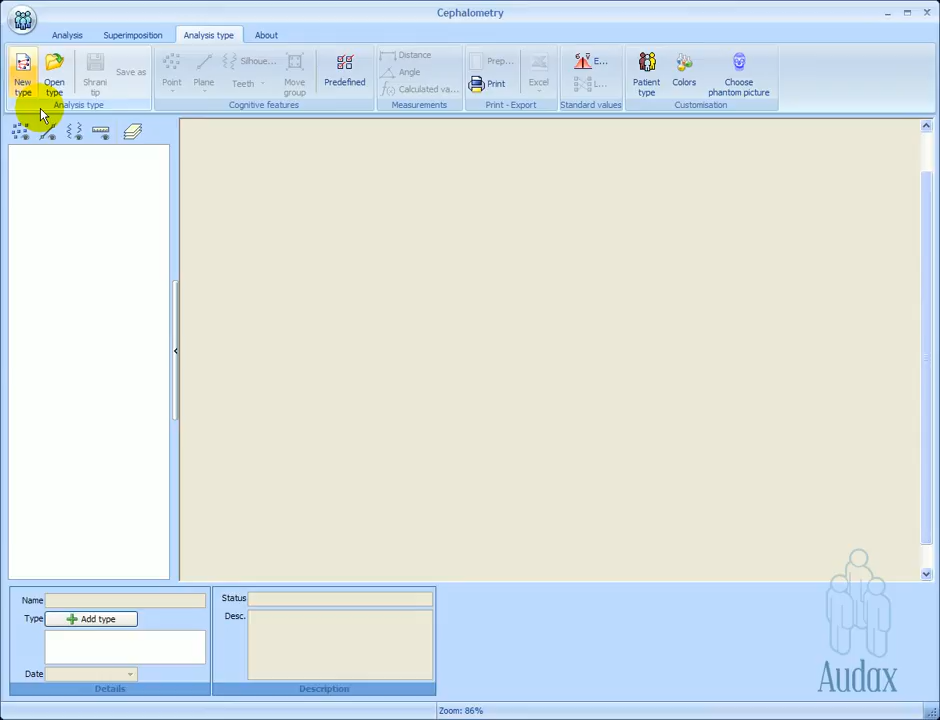 Cephalometry
Analysis
Superimposition
Analysis type
About
New type
Open type
Shrani tip
Save as
Analysis type
Point
Plane
Silhoue...
Teeth
Move group
Predefined
Cognitive features
Distance
Angle
f(x) Calculated va...
Measurements
Prep...
Print
Excel
Print - Export
E...
L...
Standard values
Patient type
Colors
Choose phantom picture
Customisation
Name
Type
Add type
Date
Details
Status
Desc.
Description
Audax
Zoom: 86%